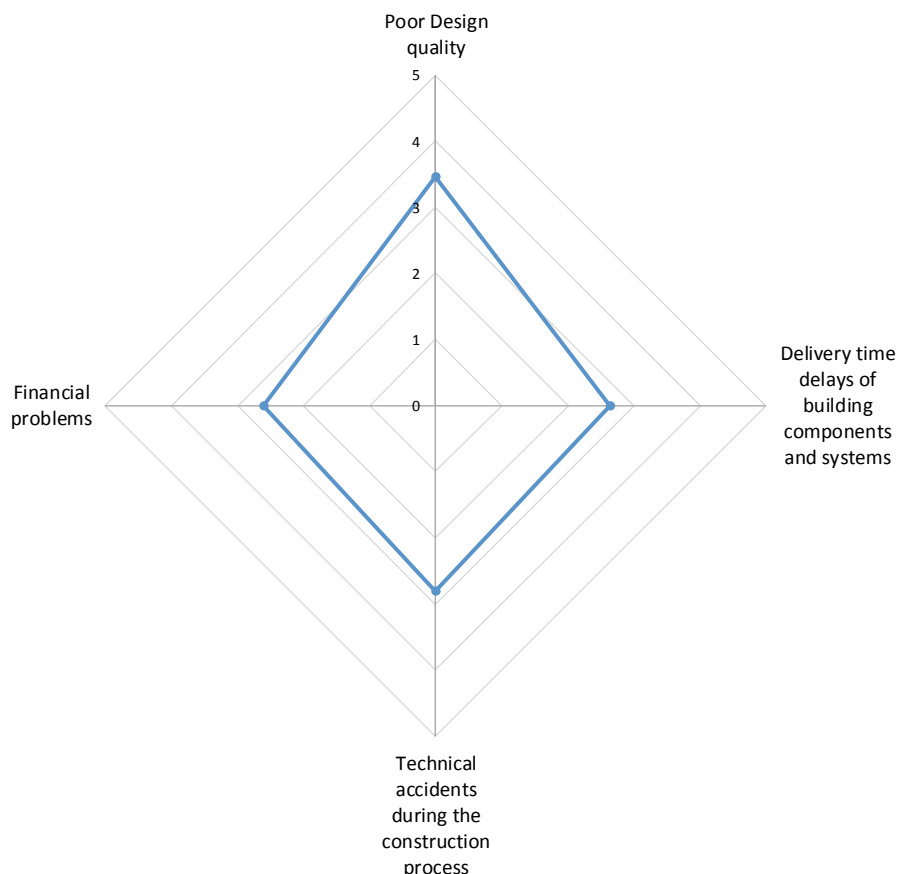 Poor Design
quality
5
4
3
2
1
0
Delivery time
delays of
building
components
and systems
Financial
problems
Technical
accidents
during the
construction
process